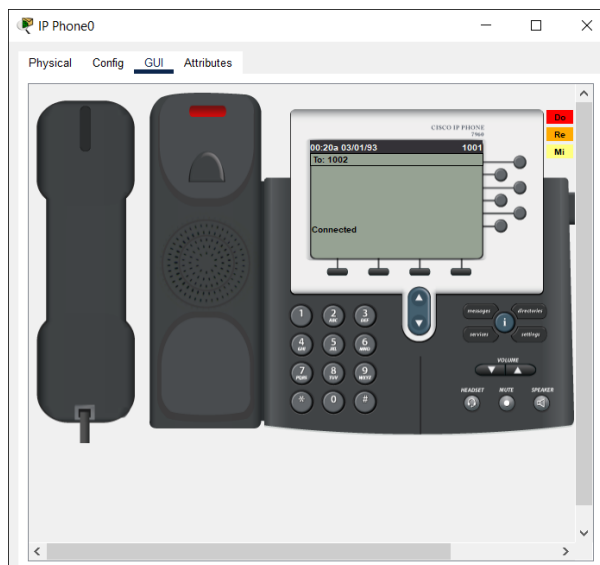 IP Phone0
Physical Config GUI Attributes
CISCO IP PHONE
7960
Do
Re
Mi
00:20a 03/01/93 1001
To: 1002
Connected
1 2 ABC 3 DEF
4 GHI 5 JKL 6 MNO
7 PQRS 8 TUV 9 WXYZ
* 0 #
messages directories
i
services settings
VOLUME
HEADSET MUTE SPEAKER